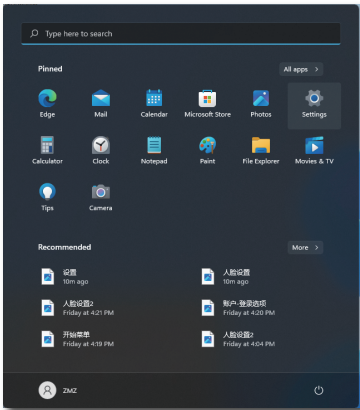 Type here to search
Pinned
All apps >
Edge Mail Calendar Microsoft Store Photos Settings
Calculator Clock Notepad Paint File Explorer Movies & TV
Tips Camera
Recommended
More >
设置 人脸设置
10m ago 10m ago
人脸设置2 账户-登录选项
Friday at 4:21 PM Friday at 4:20 PM
开始菜单 人脸设置2
Friday at 4:19 PM Friday at 4:04 PM
ZMZ